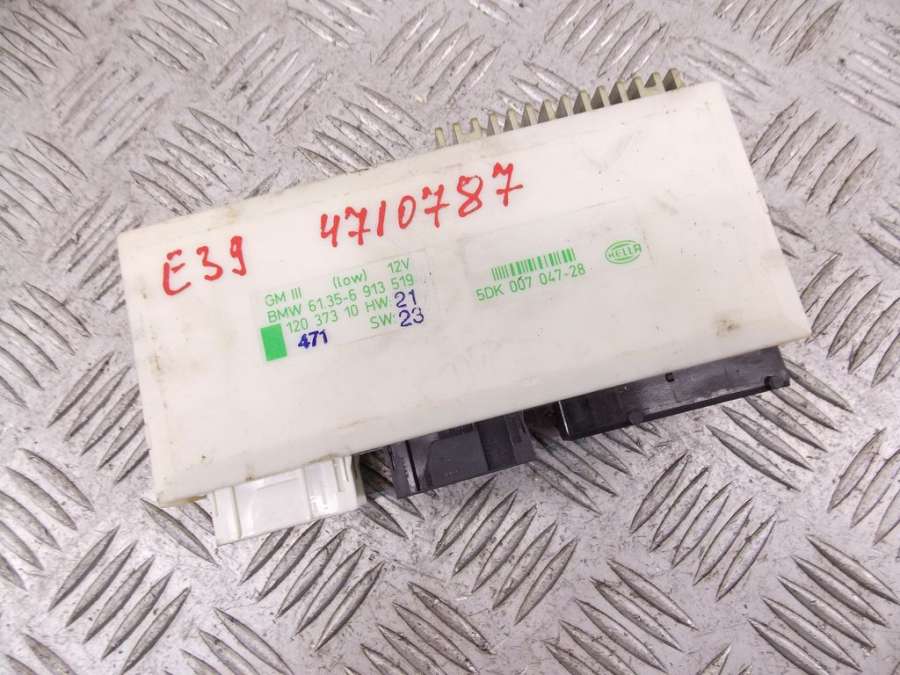 E39 4710787
GM III (low) 12V
BMW 61.35-6 913 519
120 373 10 HW: 21
471 SW: 23
5DK 007 047-28
HELLA